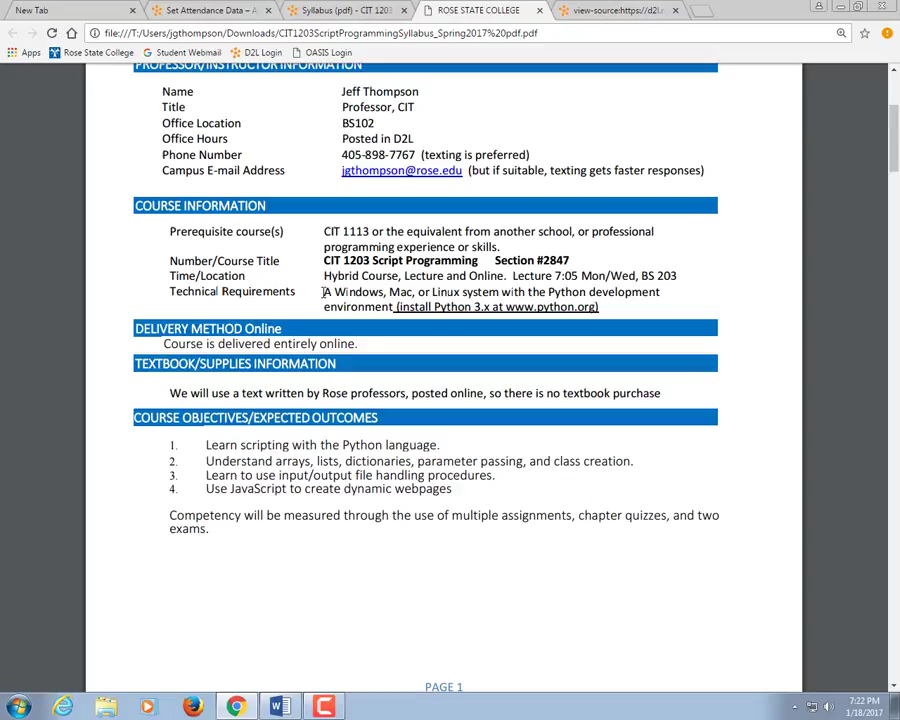 New Tab
Set Attendance Data – A
Syllabus (pdf) - CIT 1203
ROSE STATE COLLEGE
view-source:https://d2l
file:///T:/Users/jgthompson/Downloads/CIT1203ScriptProgrammingSyllabus_Spring2017%20pdf.pdf
Apps Rose State College Student Webmail D2L Login OASIS Login
PROFESSOR/INSTRUCTOR INFORMATION
Name Jeff Thompson
Title Professor, CIT
Office Location BS102
Office Hours Posted in D2L
Phone Number 405-898-7767 (texting is preferred)
Campus E-mail Address jgthompson@rose.edu (but if suitable, texting gets faster responses)
COURSE INFORMATION
Prerequisite course(s) CIT 1113 or the equivalent from another school, or professional
programming experience or skills.
Number/Course Title CIT 1203 Script Programming Section #2847
Time/Location Hybrid Course, Lecture and Online. Lecture 7:05 Mon/Wed, BS 203
Technical Requirements A Windows, Mac, or Linux system with the Python development
environment (install Python 3.x at www.python.org)
DELIVERY METHOD Online
Course is delivered entirely online.
TEXTBOOK/SUPPLIES INFORMATION
We will use a text written by Rose professors, posted online, so there is no textbook purchase
COURSE OBJECTIVES/EXPECTED OUTCOMES
1. Learn scripting with the Python language.
2. Understand arrays, lists, dictionaries, parameter passing, and class creation.
3. Learn to use input/output file handling procedures.
4. Use JavaScript to create dynamic webpages
Competency will be measured through the use of multiple assignments, chapter quizzes, and two
exams.
PAGE 1
7:22 PM
1/18/2017